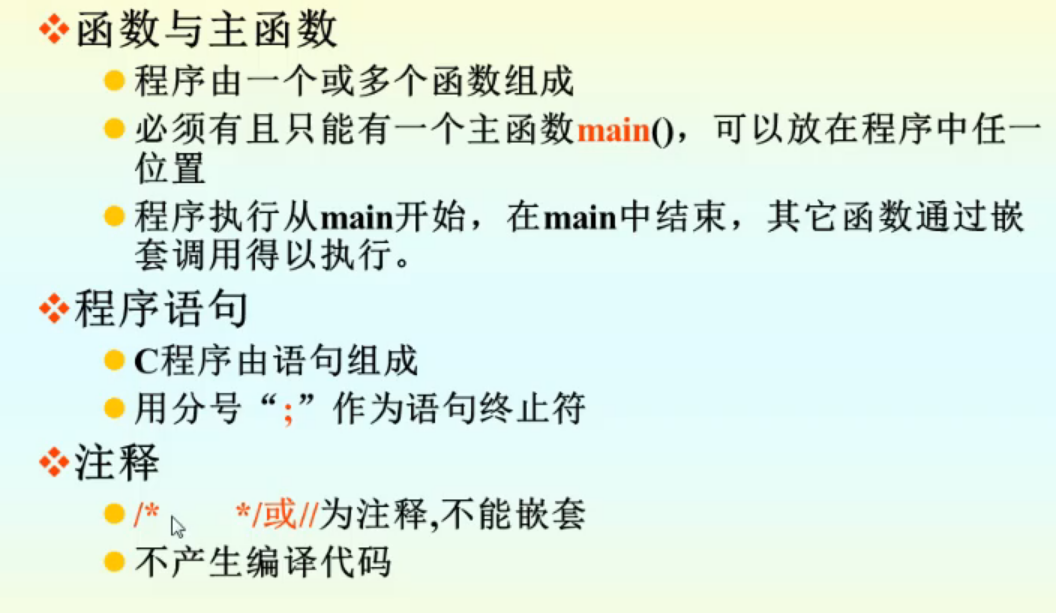 函数与主函数
程序由一个或多个函数组成
必须有且只能有一个主函数main()，可以放在程序中任一
位置
程序执行从main开始，在main中结束，其它函数通过嵌
套调用得以执行。
程序语句
C程序由语句组成
用分号“;”作为语句终止符
注释
/* */或//为注释,不能嵌套
不产生编译代码